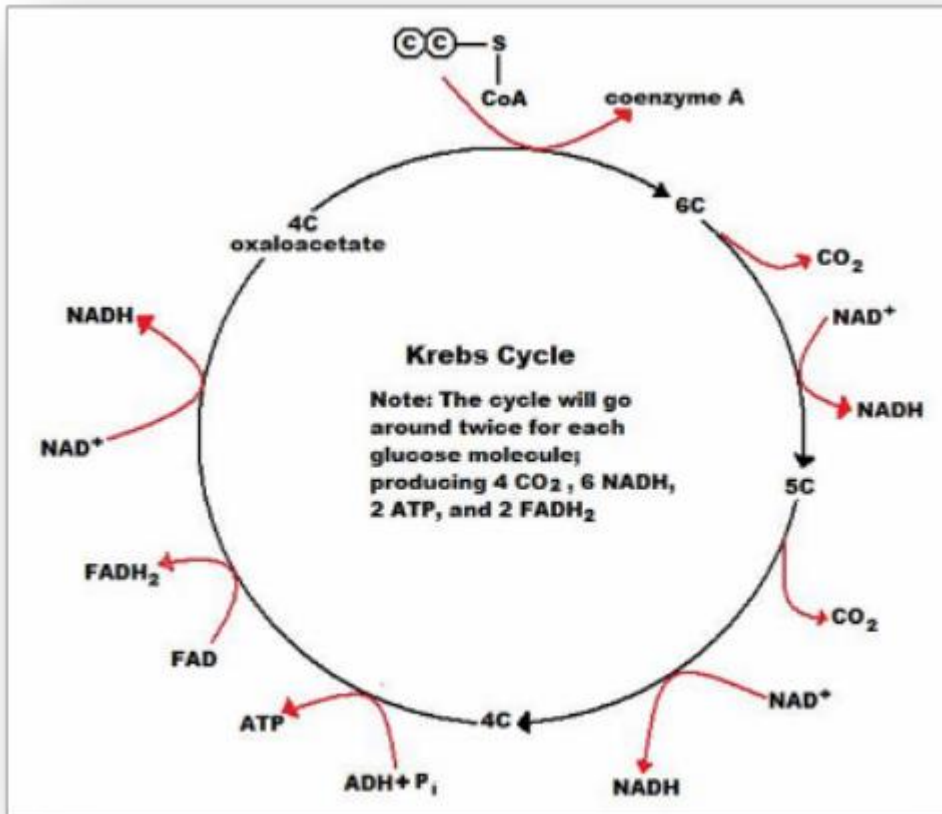 C C S
CoA
coenzyme A
4C
oxaloacetate
6C
CO₂
NADH
NAD⁺
NAD⁺
NADH
Krebs Cycle
Note: The cycle will go
around twice for each
glucose molecule;
producing 4 CO₂, 6 NADH,
2 ATP, and 2 FADH₂
5C
FADH₂
FAD
CO₂
ATP
4C
NAD⁺
ADH+Pᵢ
NADH